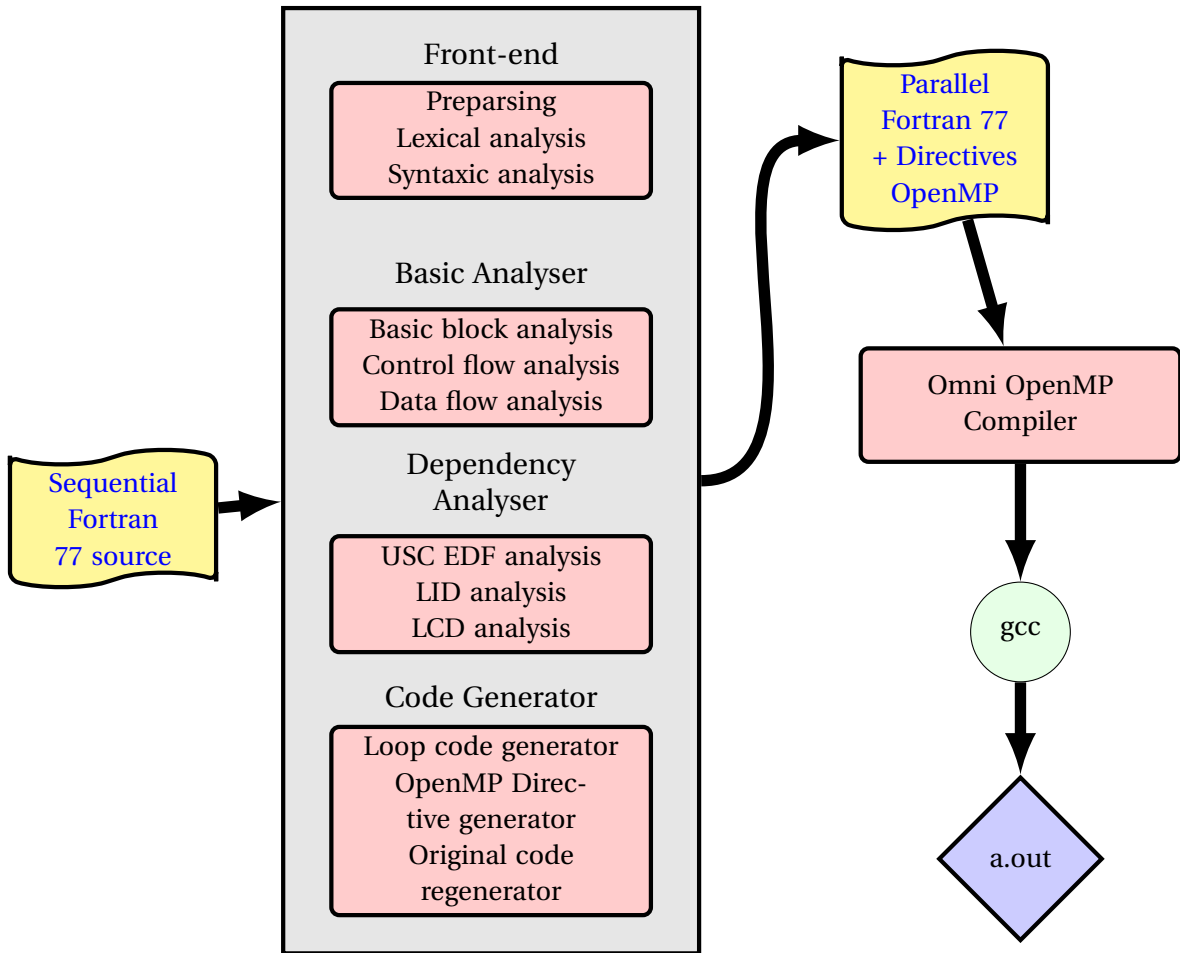 Front-end
Preparsing
Lexical analysis
Syntaxic analysis
Basic Analyser
Basic block analysis
Control flow analysis
Data flow analysis
Dependency
Analyser
USC EDF analysis
LID analysis
LCD analysis
Code Generator
Loop code generator
OpenMP Direc-
tive generator
Original code
regenerator
Sequential
Fortran
77 source
Parallel
Fortran 77
+ Directives
OpenMP
Omni OpenMP
Compiler
gcc
a.out